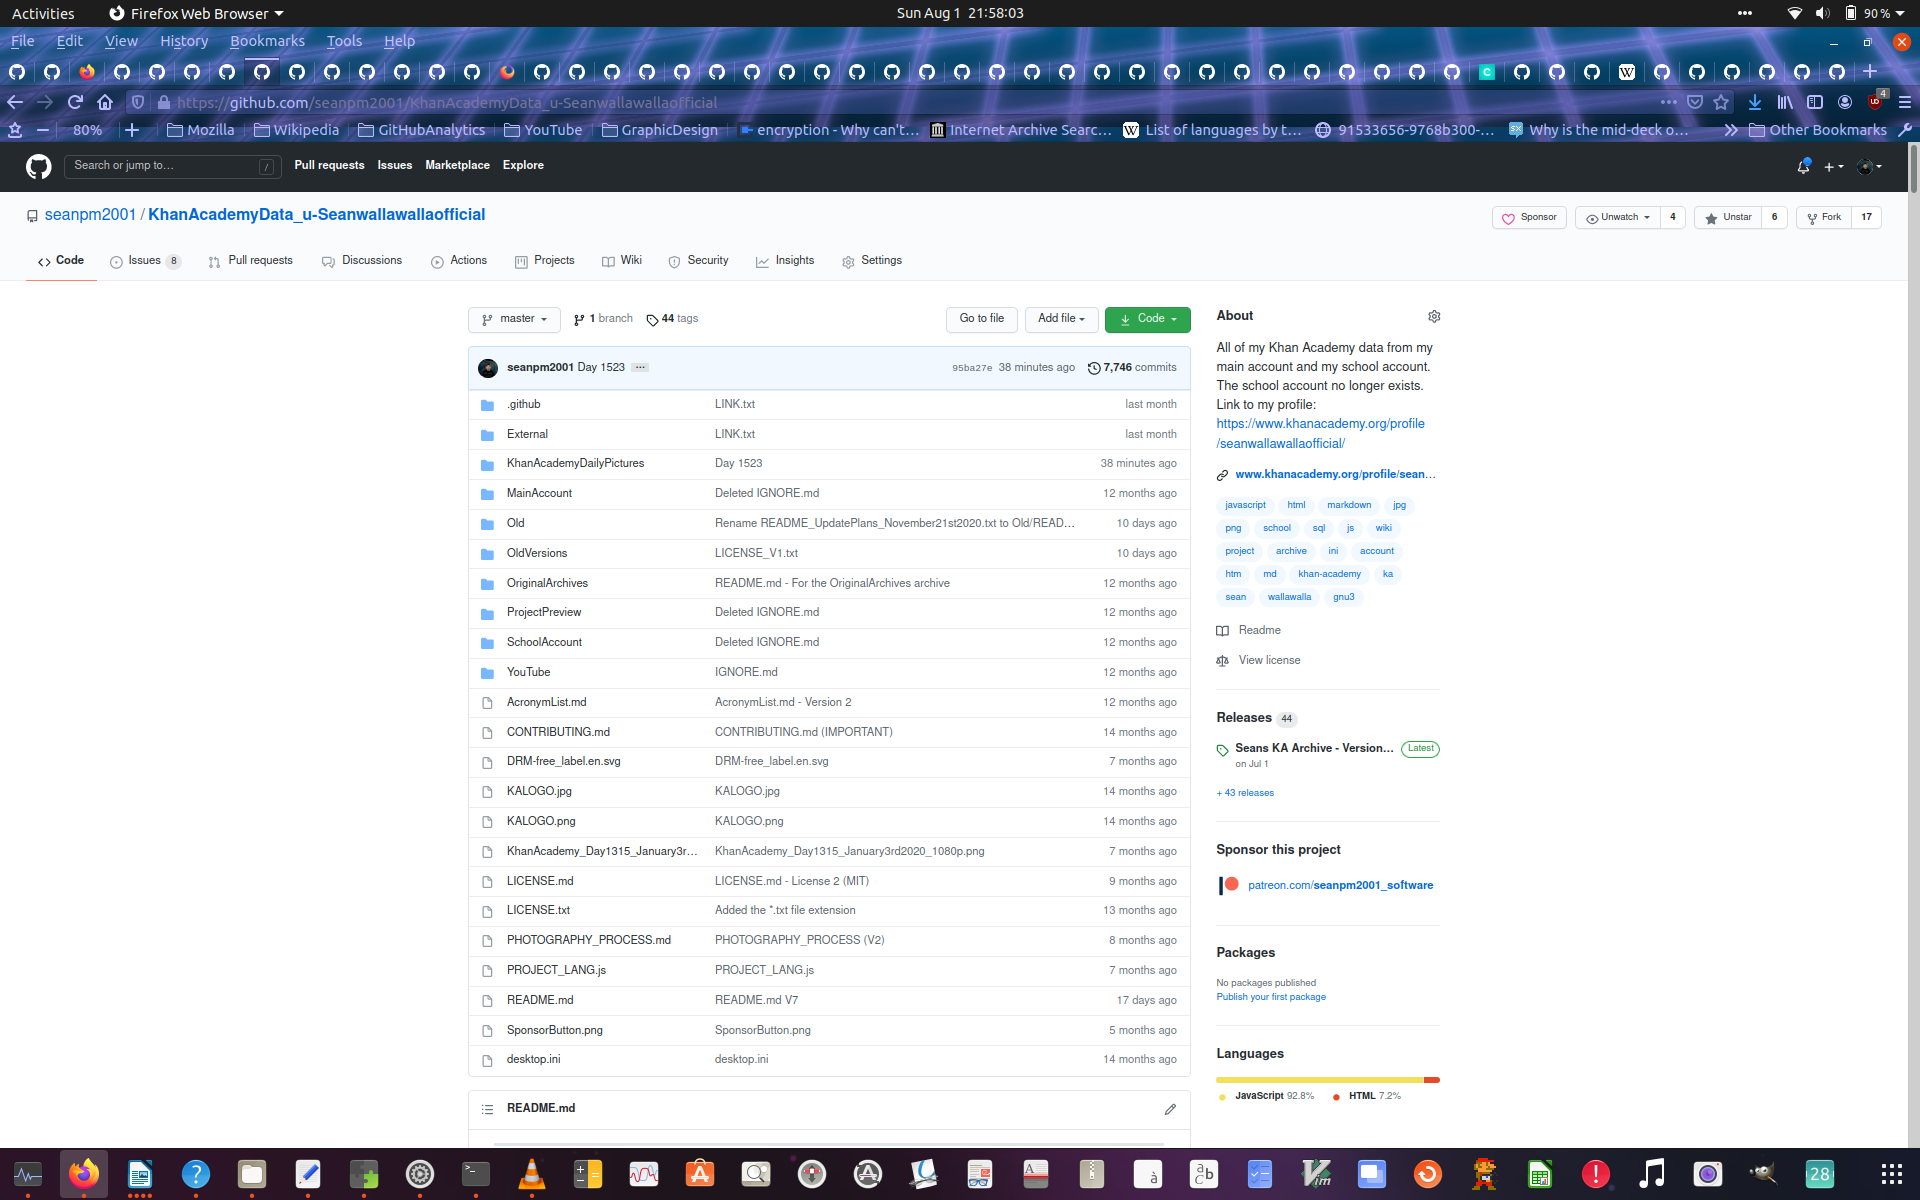 Activities Firefox Web Browser Sun Aug 1 21:58:03 90 %
File Edit View History Bookmarks Tools Help
https://github.com/seanpm2001/KhanAcademyData_u-Seanwallawallaofficial 4
80% Mozilla Wikipedia GitHubAnalytics YouTube GraphicDesign encryption - Why can't… Internet Archive Searc… List of languages by t… 91533656-9768b300-… Why is the mid-deck o… Other Bookmarks
Search or jump to… / Pull requests Issues Marketplace Explore
seanpm2001 / KhanAcademyData_u-Seanwallawallaofficial Sponsor Unwatch 4 Unstar 6 Fork 17
Code Issues 8 Pull requests Discussions Actions Projects Wiki Security Insights Settings
master 1 branch 44 tags Go to file Add file Code
seanpm2001 Day 1523 ... 95ba27e 38 minutes ago 7,746 commits
.github LINK.txt last month
External LINK.txt last month
KhanAcademyDailyPictures Day 1523 38 minutes ago
MainAccount Deleted IGNORE.md 12 months ago
Old Rename README_UpdatePlans_November21st2020.txt to Old/READ… 10 days ago
OldVersions LICENSE_V1.txt 10 days ago
OriginalArchives README.md - For the OriginalArchives archive 12 months ago
ProjectPreview Deleted IGNORE.md 12 months ago
SchoolAccount Deleted IGNORE.md 12 months ago
YouTube IGNORE.md 12 months ago
AcronymList.md AcronymList.md - Version 2 12 months ago
CONTRIBUTING.md CONTRIBUTING.md (IMPORTANT) 14 months ago
DRM-free_label.en.svg DRM-free_label.en.svg 7 months ago
KALOGO.jpg KALOGO.jpg 14 months ago
KALOGO.png KALOGO.png 14 months ago
KhanAcademy_Day1315_January3r… KhanAcademy_Day1315_January3rd2020_1080p.png 7 months ago
LICENSE.md LICENSE.md - License 2 (MIT) 9 months ago
LICENSE.txt Added the *.txt file extension 13 months ago
PHOTOGRAPHY_PROCESS.md PHOTOGRAPHY_PROCESS (V2) 8 months ago
PROJECT_LANG.js PROJECT_LANG.js 7 months ago
README.md README.md V7 17 days ago
SponsorButton.png SponsorButton.png 5 months ago
desktop.ini desktop.ini 14 months ago
README.md
About
All of my Khan Academy data from my
main account and my school account.
The school account no longer exists.
Link to my profile:
https://www.khanacademy.org/profile
/seanwallawallaofficial/
www.khanacademy.org/profile/sean…
javascript html markdown jpg
png school sql js wiki
project archive ini account
htm md khan-academy ka
sean wallawalla gnu3
Readme
View license
Releases 44
Seans KA Archive - Version… Latest
on Jul 1
+ 43 releases
Sponsor this project
patreon.com/seanpm2001_software
Packages
No packages published
Publish your first package
Languages
JavaScript 92.8% HTML 7.2%
28